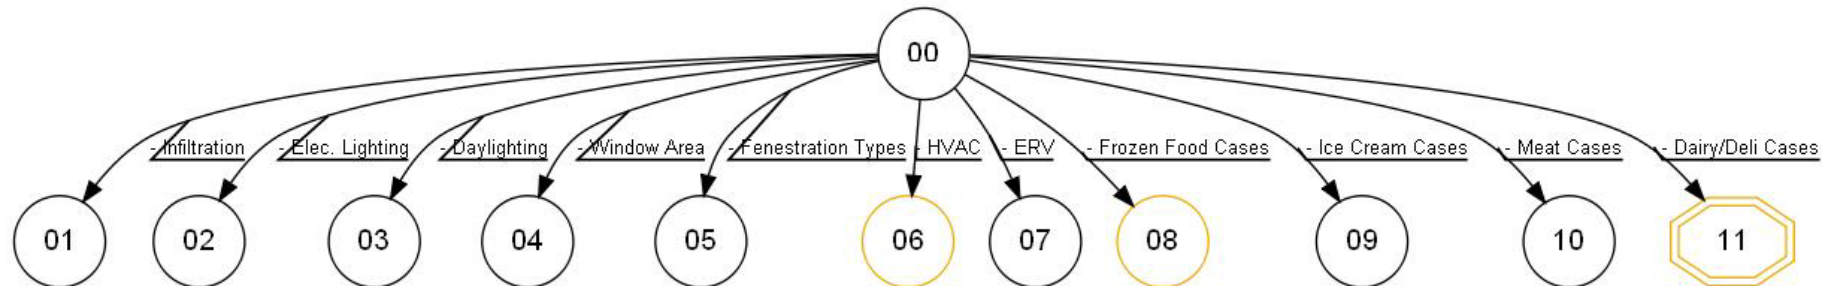 00
- Infiltration - Elec. Lighting - Daylighting - Window Area - Fenestration Types - HVAC - ERV - Frozen Food Cases - Ice Cream Cases - Meat Cases - Dairy/Deli Cases
01 02 03 04 05 06 07 08 09 10 11